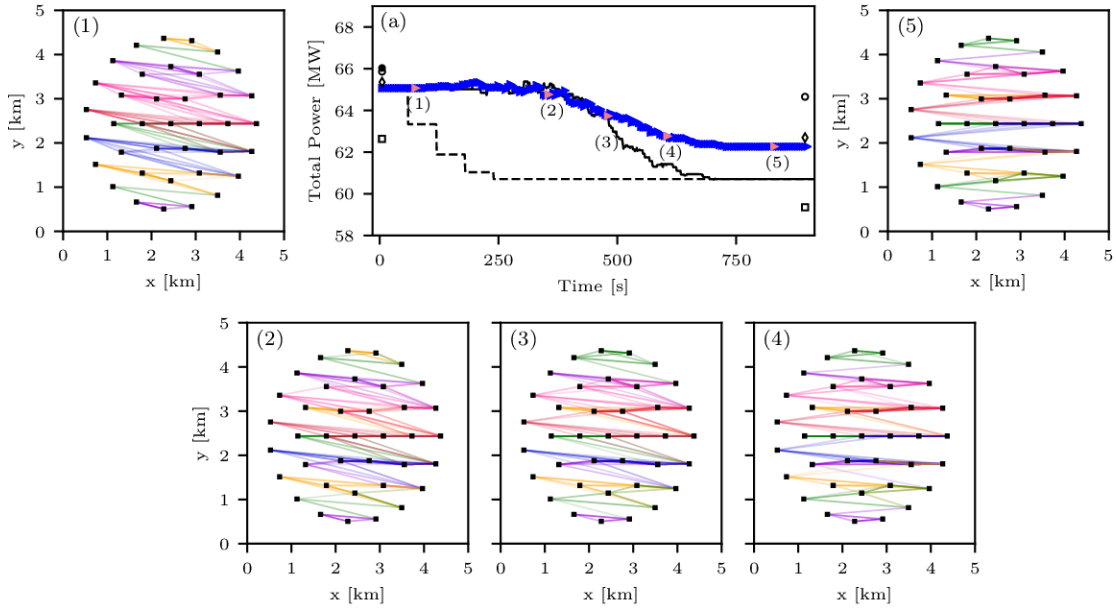 (1)
5
4
3
2
1
0
y [km]
0 1 2 3 4 5
x [km]
(a)
68
66
64
62
60
58
Total Power [MW]
1)
(2)
(3)
(4)
(5)
0 250 500 750
Time [s]
(5)
5
4
3
2
1
0
y [km]
0 1 2 3 4 5
x [km]
(2)
5
4
3
2
1
0
y [km]
0 1 2 3 4 5
x [km]
(3)
0 1 2 3 4 5
x [km]
(4)
0 1 2 3 4 5
x [km]